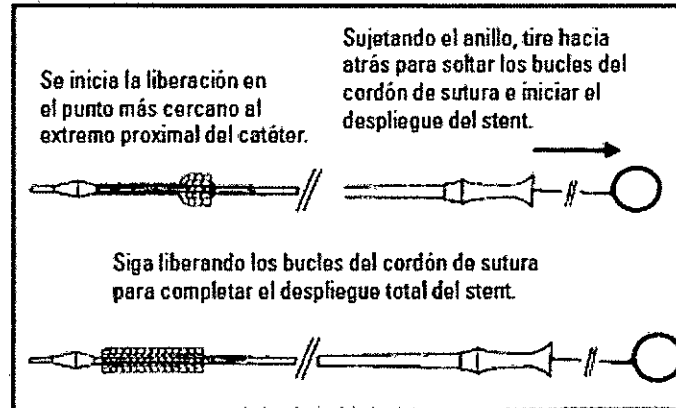 Se inicia la liberación en
el punto más cercano al
extremo proximal del catéter.
Sujetando el anillo, tire hacia
atrás para soltar los bucles del
cordón de sutura e iniciar el
despliegue del stent.
Siga liberando los bucles del cordón de sutura
para completar el despliegue total del stent.